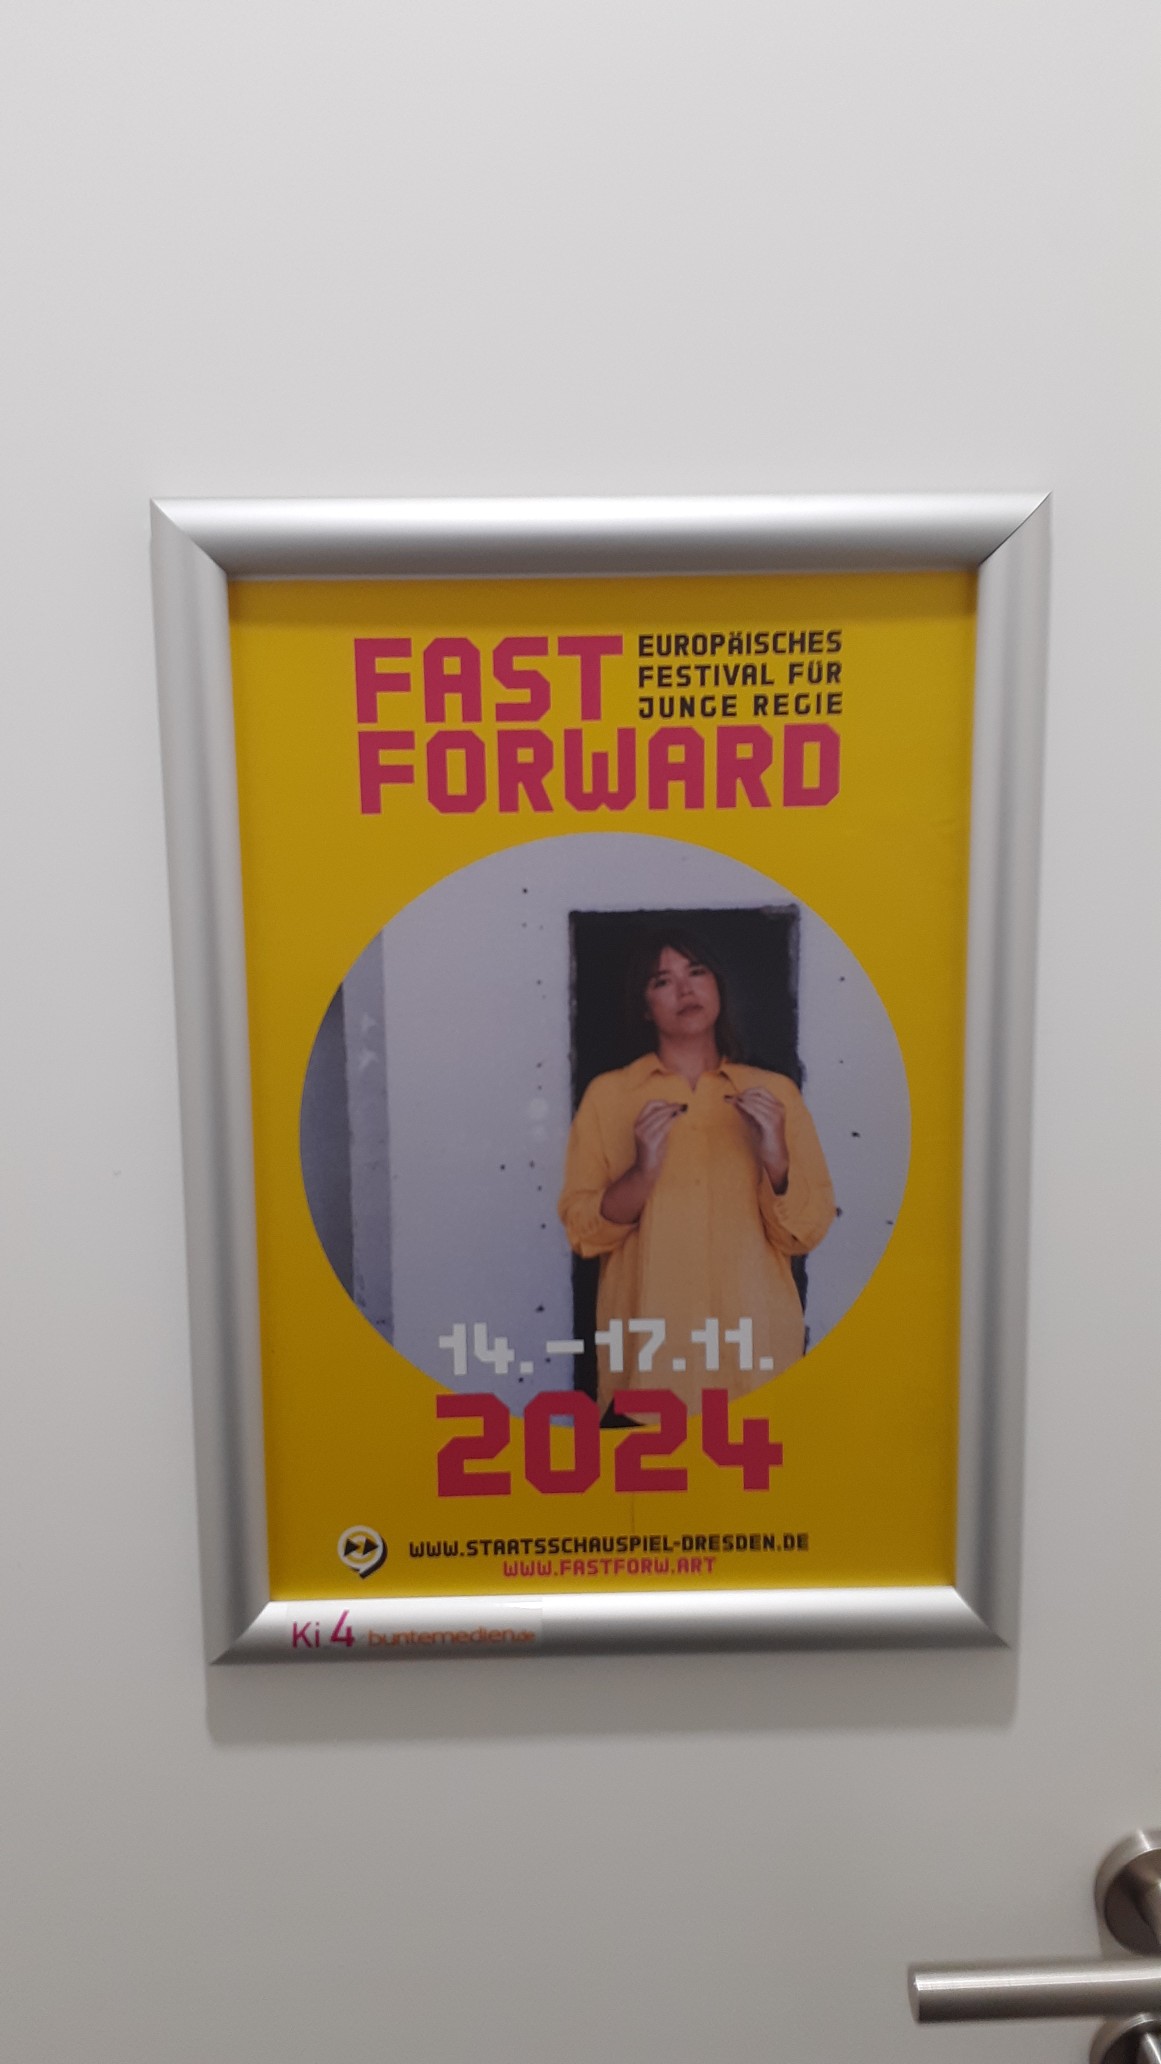 FAST
EUROPÄISCHES
FESTIVAL FÜR
JUNGE REGIE
FORWARD
14.-17.11.
2024
WWW.STAATSSCHAUSPIEL-DRESDEN.DE
WWW.FASTFORW.ART
Ki 4 buntemedien.de